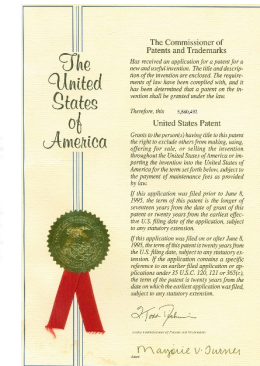 The Commissioner of
Patents and Trademarks
Has received an application for a patent for a
new and useful invention. The title and descrip-
tion of the invention are enclosed. The require-
ments of law have been complied with, and it
has been determined that a patent on the in-
vention shall be granted under the law.
Therefore, this 5,860,492
United States Patent
Grants to the person(s) having title to this patent
the right to exclude others from making, using,
offering for sale, or selling the invention
throughout the United States of America or im-
porting the invention into the United States of
America for the term set forth below, subject to
the payment of maintenance fees as provided
by law.
If this application was filed prior to June 8,
1995, the term of this patent is the longer of
seventeen years from the date of grant of this
patent or twenty years from the earliest effec-
tive U.S. filing date of the application, subject
to any statutory extension.
If this application was filed on or after June 8,
1995, the term of this patent is twenty years from
the U.S. filing date, subject to any statutory ex-
tension. If the application contains a specific
reference to an earlier filed application or ap-
plications under 35 U.S.C. 120, 121 or 365(c),
the term of the patent is twenty years from the
date on which the earliest application was filed,
subject to any statutory extension.
Commissioner of Patents and Trademarks
Marjorie V. Turner
Attest
The
United
States
of
America